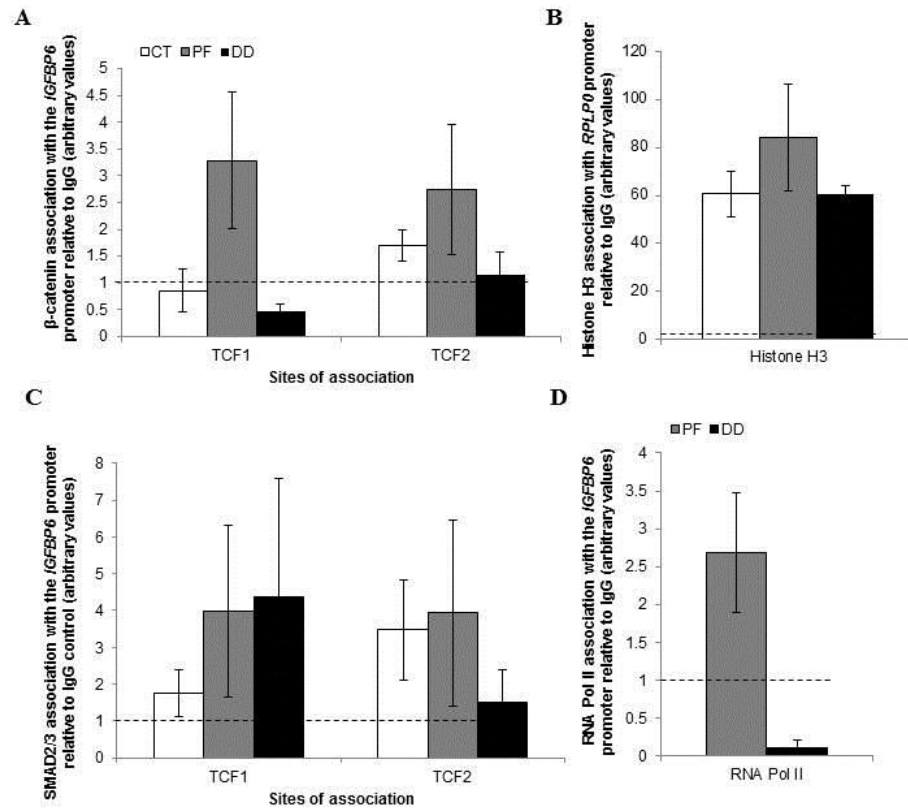 A
CT PF DD
β-catenin association with the IGFBP6
promoter relative to IgG (arbitrary values)
5
4.5
4
3.5
3
2.5
2
1.5
1
0.5
0
TCF1 TCF2
Sites of association
B
Histone H3 association with RPLP0 promoter
relative to IgG (arbitrary values)
120
100
80
60
40
20
0
Histone H3
C
SMAD2/3 association with the IGFBP6 promoter
relative to IgG control (arbitrary values)
8
7
6
5
4
3
2
1
0
TCF1 TCF2
Sites of association
D
PF DD
RNA Pol II association with the IGFBP6
promoter relative to IgG (arbitrary values)
4
3.5
3
2.5
2
1.5
1
0.5
0
RNA Pol II